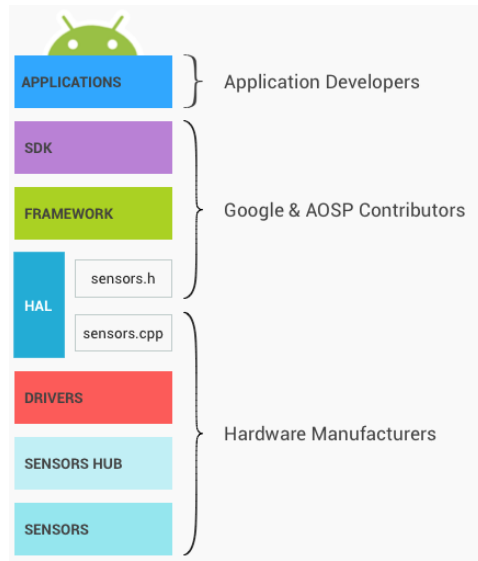 APPLICATIONS
Application Developers
SDK
FRAMEWORK
Google & AOSP Contributors
HAL
sensors.h
sensors.cpp
DRIVERS
Hardware Manufacturers
SENSORS HUB
SENSORS